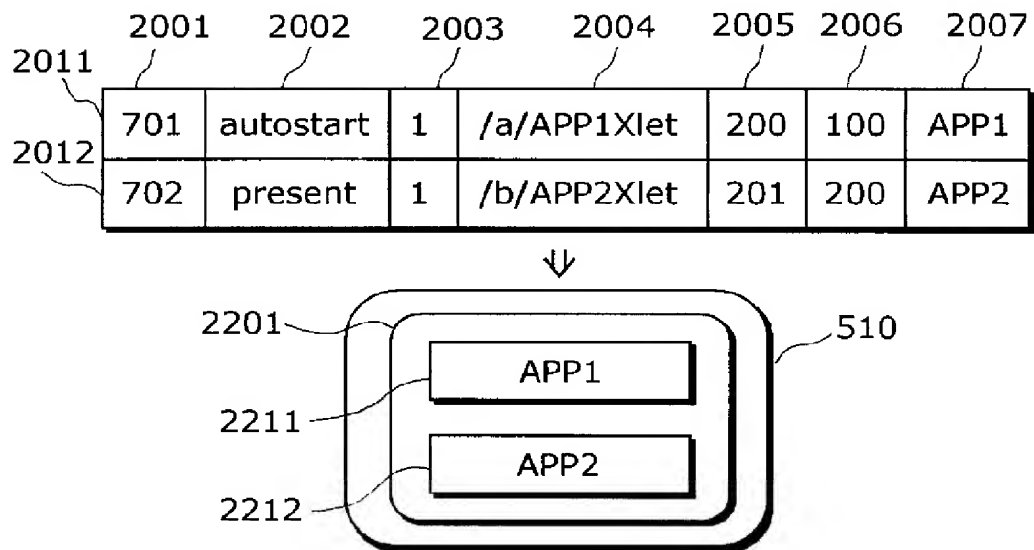 2001 2002 2003 2004 2005 2006 2007
2011
701 autostart 1 /a/APP1Xlet 200 100 APP1
2012
702 present 1 /b/APP2Xlet 201 200 APP2
⇓
2201
510
APP1
2211
APP2
2212